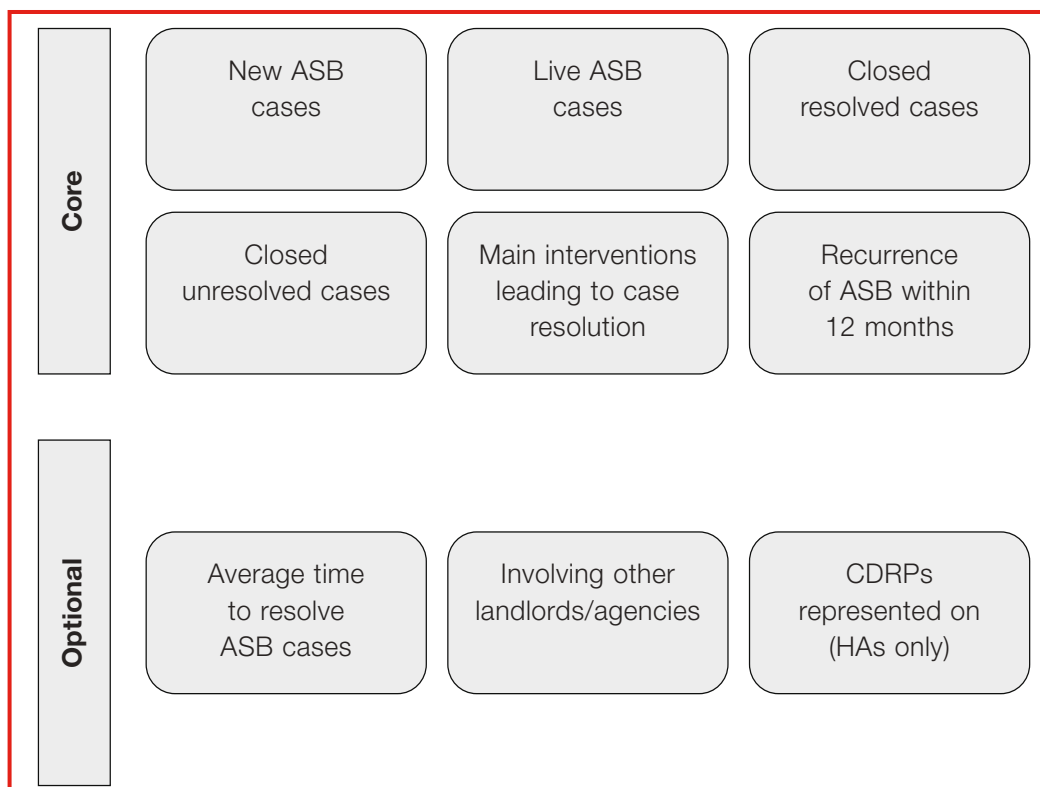 Core
New ASB
cases
Live ASB
cases
Closed
resolved cases
Closed
unresolved cases
Main interventions
leading to case
resolution
Recurrence
of ASB within
12 months
Optional
Average time
to resolve
ASB cases
Involving other
landlords/agencies
CDRPs
represented on
(HAs only)